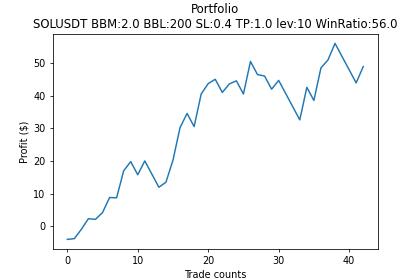 Portfolio
SOLUSDT BBM:2.0 BBL:200 SL:0.4 TP:1.0 lev:10 WinRatio:56.0
Profit ($)
50
40
30
20
10
0
0
10
20
30
40
Trade counts